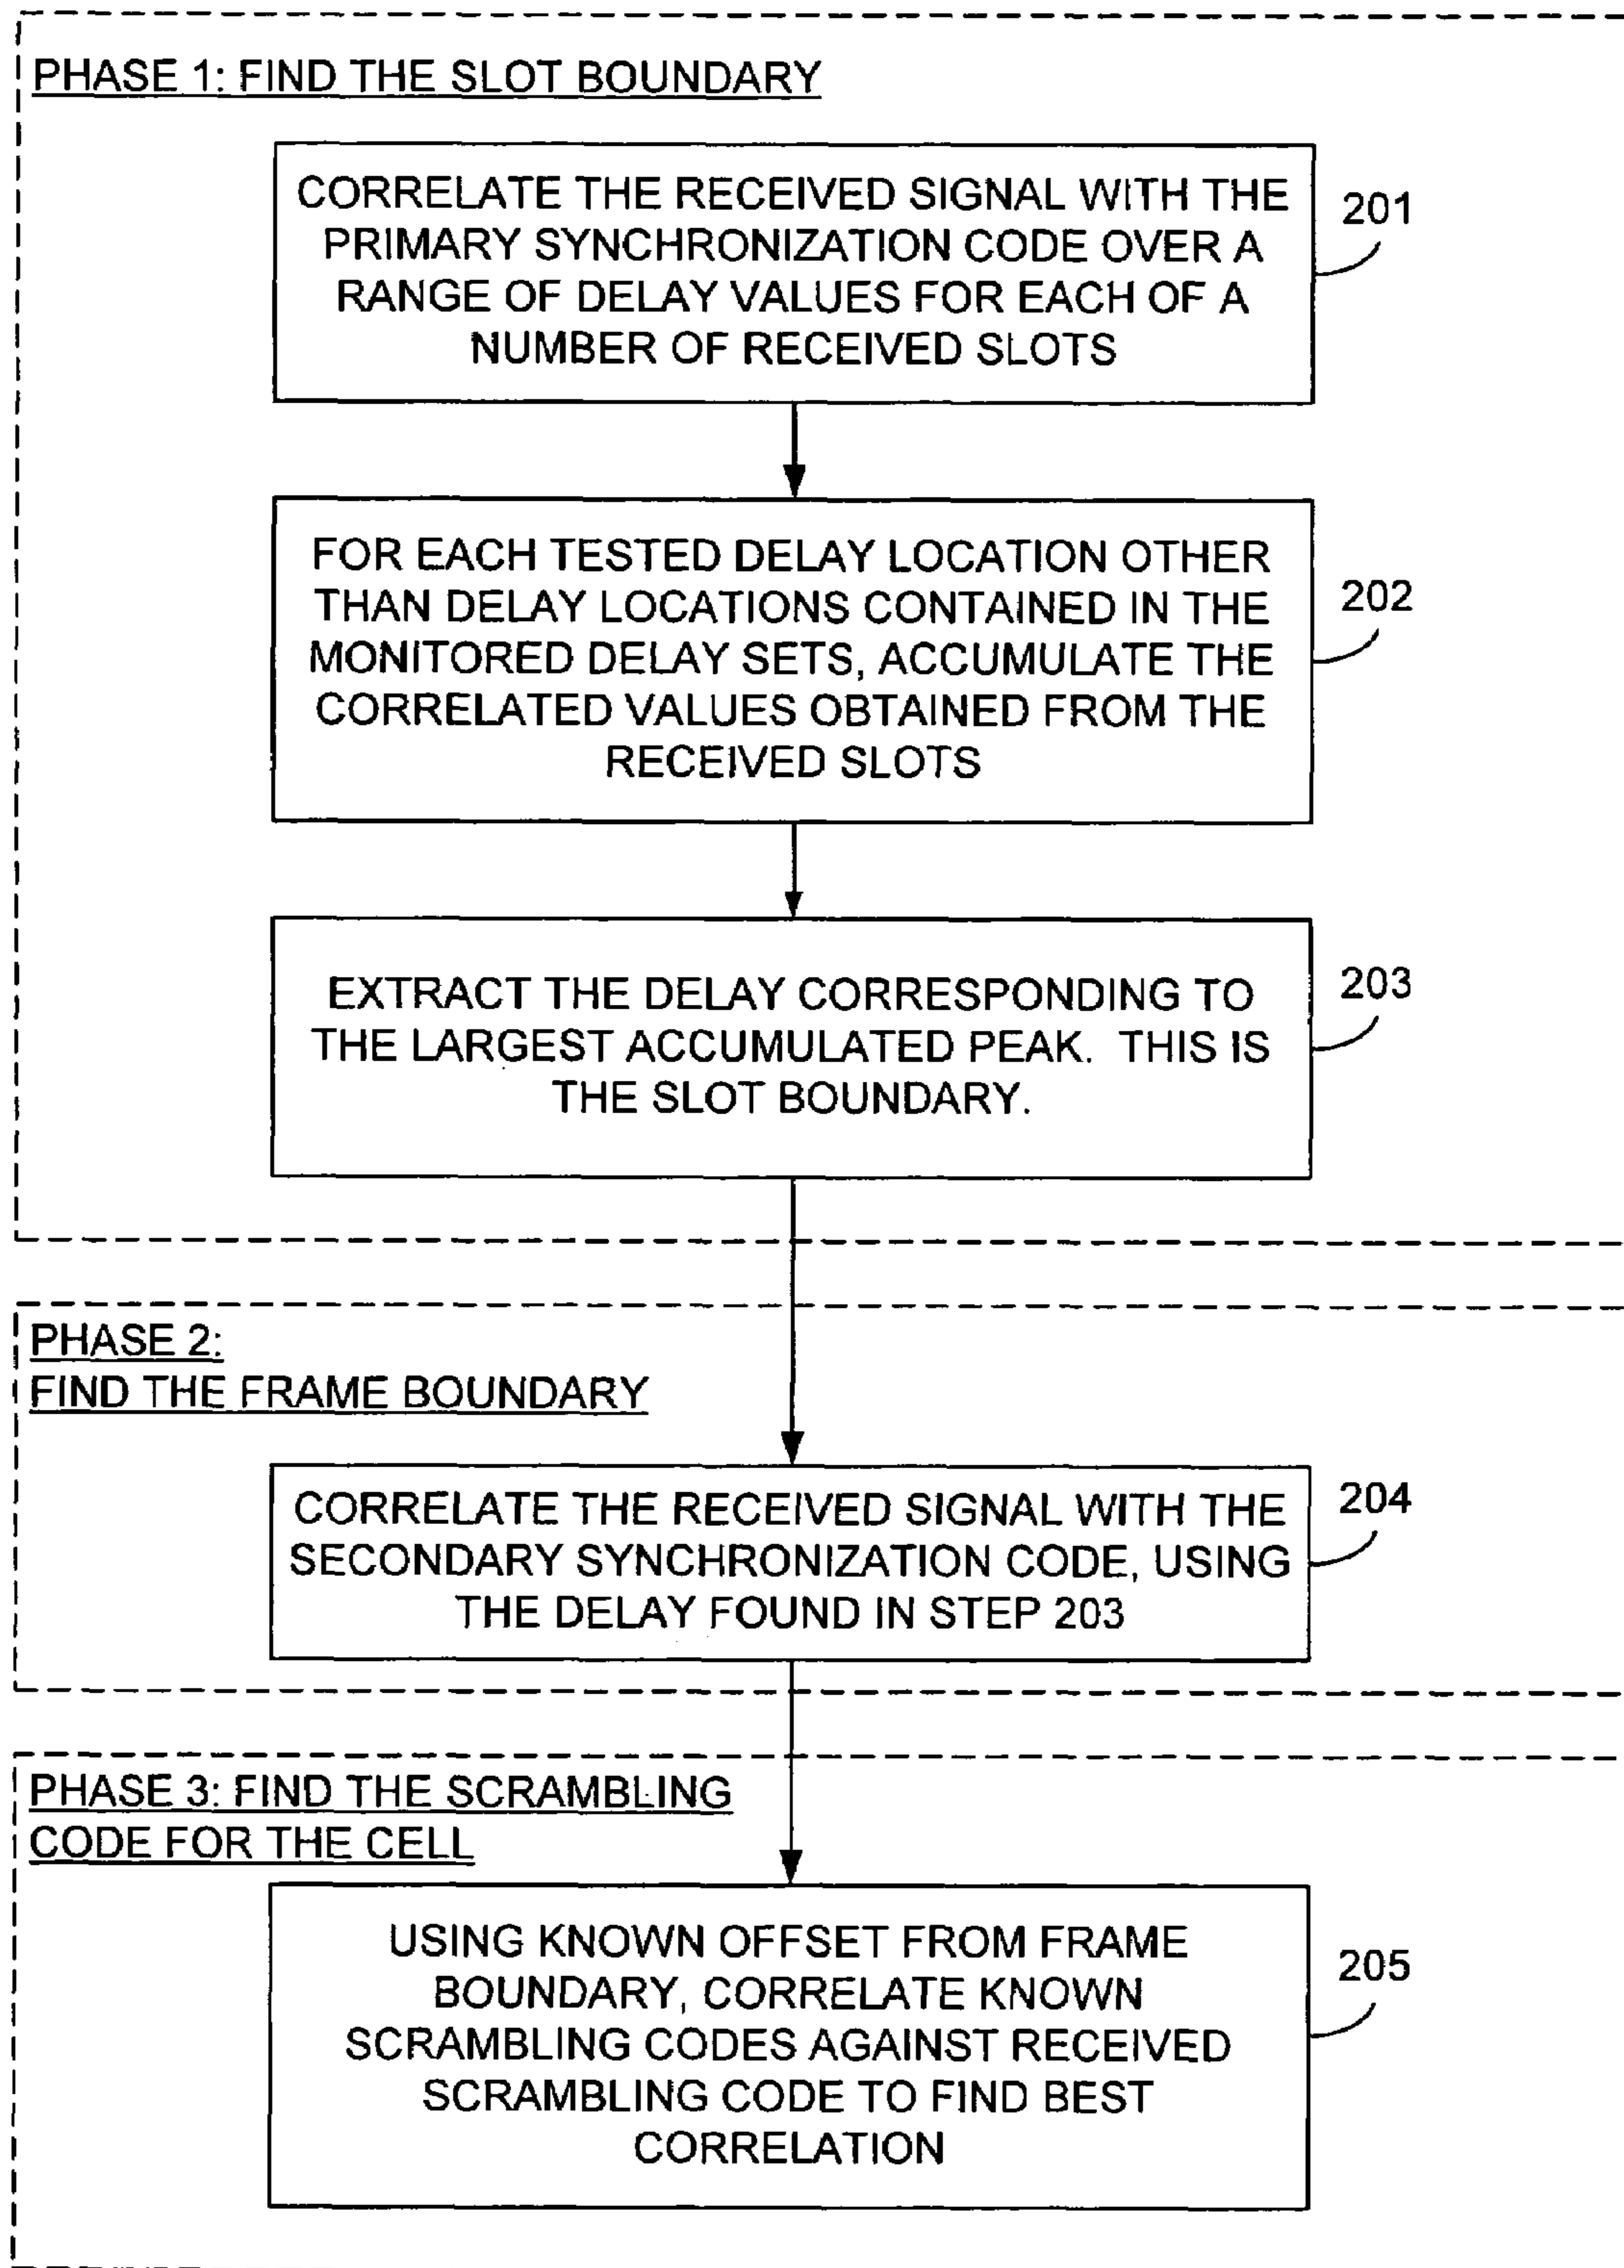 PHASE 1: FIND THE SLOT BOUNDARY
CORRELATE THE RECEIVED SIGNAL WITH THE
PRIMARY SYNCHRONIZATION CODE OVER A
RANGE OF DELAY VALUES FOR EACH OF A
NUMBER OF RECEIVED SLOTS
201
FOR EACH TESTED DELAY LOCATION OTHER
THAN DELAY LOCATIONS CONTAINED IN THE
MONITORED DELAY SETS, ACCUMULATE THE
CORRELATED VALUES OBTAINED FROM THE
RECEIVED SLOTS
202
EXTRACT THE DELAY CORRESPONDING TO
THE LARGEST ACCUMULATED PEAK. THIS IS
THE SLOT BOUNDARY.
203
PHASE 2:
FIND THE FRAME BOUNDARY
CORRELATE THE RECEIVED SIGNAL WITH THE
SECONDARY SYNCHRONIZATION CODE, USING
THE DELAY FOUND IN STEP 203
204
PHASE 3: FIND THE SCRAMBLING
CODE FOR THE CELL
USING KNOWN OFFSET FROM FRAME
BOUNDARY, CORRELATE KNOWN
SCRAMBLING CODES AGAINST RECEIVED
SCRAMBLING CODE TO FIND BEST
CORRELATION
205